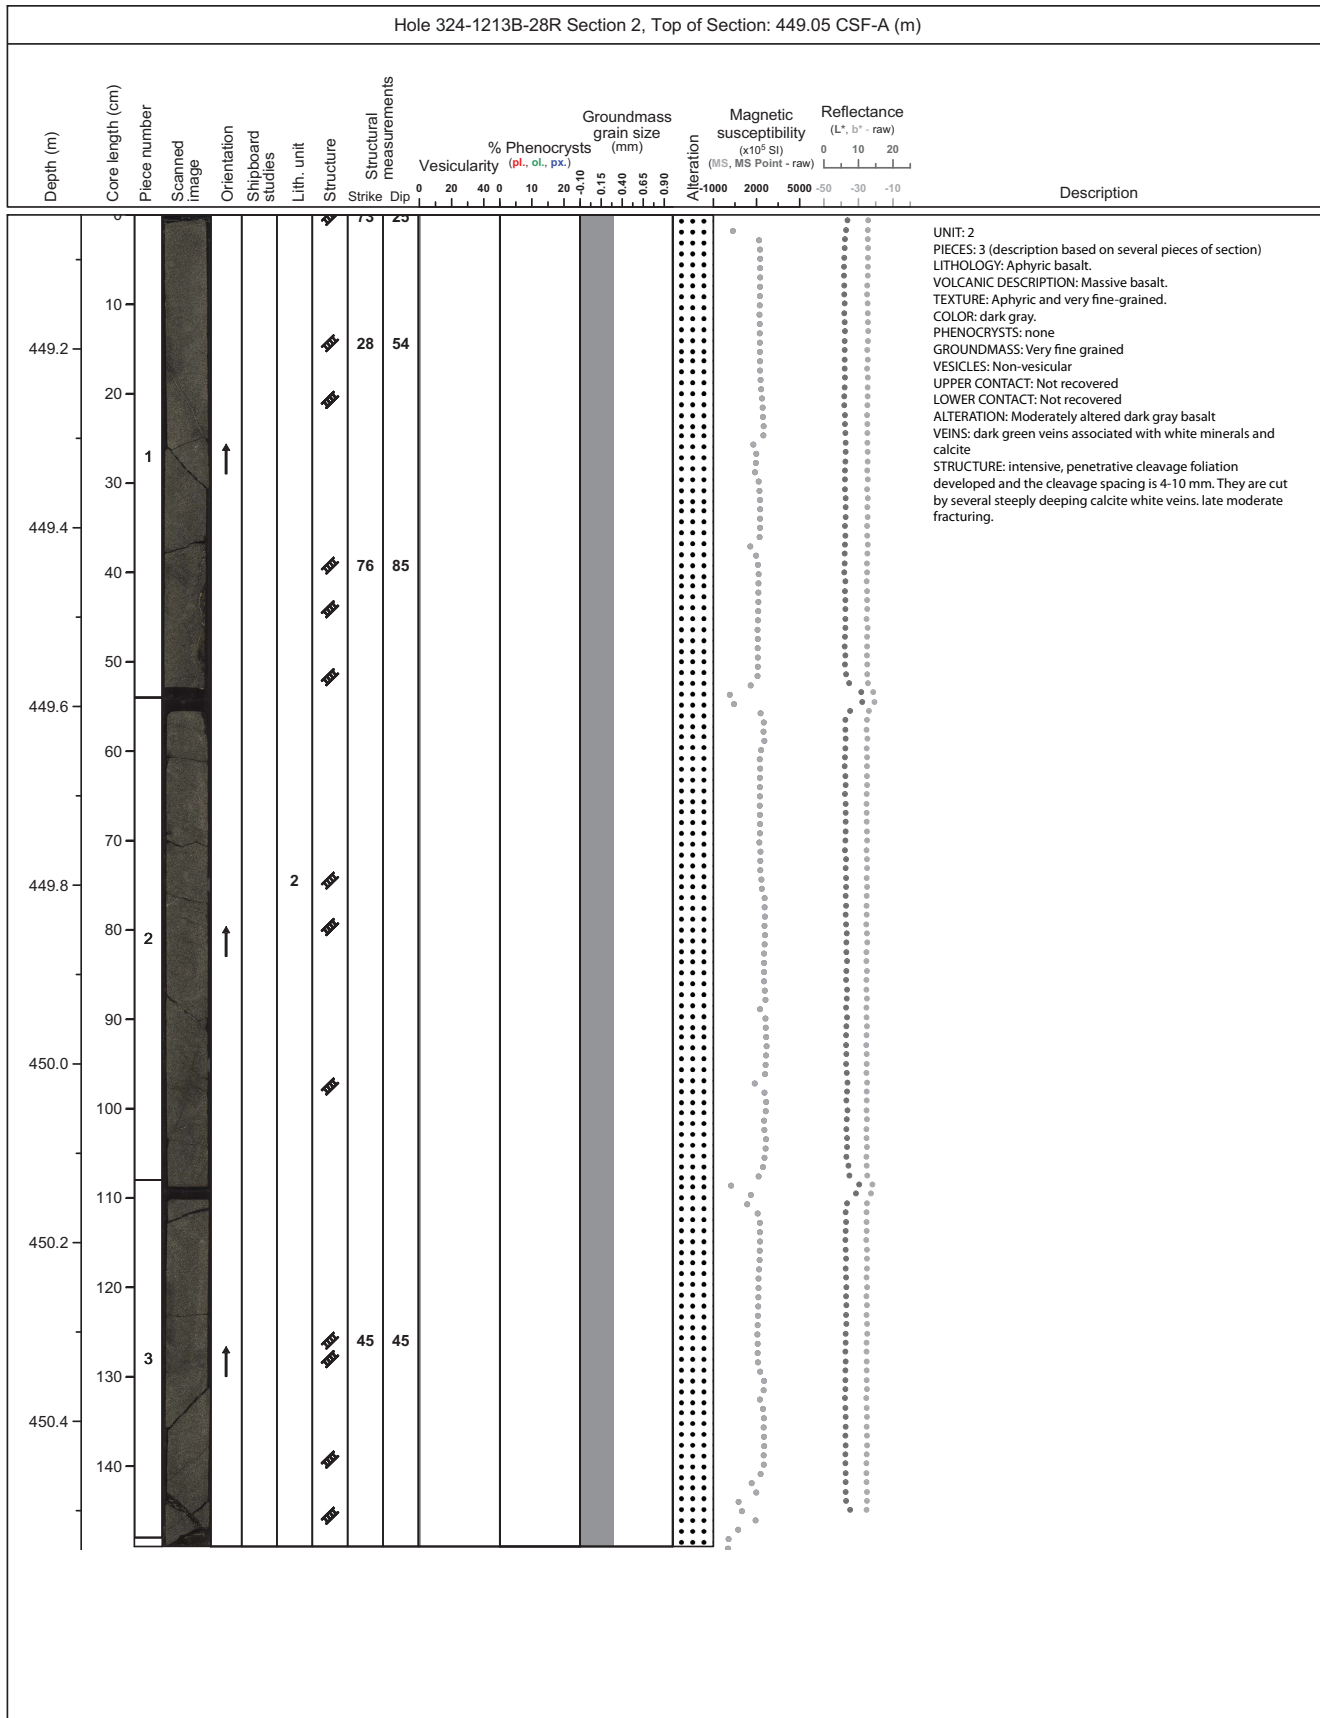 Hole 324-1213B-28R Section 2, Top of Section: 449.05 CSF-A (m)
Depth (m)
Core length (cm)
Piece number
Scanned
image
Orientation
Shipboard
studies
Lith. unit
Structure
Structural
measurements
Strike Dip
Vesicularity
0 20 40
% Phenocrysts
(pl., ol., px.)
0 10 20
Groundmass
grain size
(mm)
-0.10 0.15 0.40 0.65 0.90
Alteration
Magnetic
susceptibility
(x10⁵ SI)
(MS, MS Point - raw)
-1000 2000 5000
Reflectance
(L*, b* - raw)
0 10 20
-50 -30 -10
Description
0 73 25
10
449.2 28 54
20
1
30
449.4
40 76 85
50
449.6
60
70
449.8 2
80
2
90
450.0
100
110
450.2
120
45 45
3
130
450.4
140
UNIT: 2
PIECES: 3 (description based on several pieces of section)
LITHOLOGY: Aphyric basalt.
VOLCANIC DESCRIPTION: Massive basalt.
TEXTURE: Aphyric and very fine-grained.
COLOR: dark gray.
PHENOCRYSTS: none
GROUNDMASS: Very fine grained
VESICLES: Non-vesicular
UPPER CONTACT: Not recovered
LOWER CONTACT: Not recovered
ALTERATION: Moderately altered dark gray basalt
VEINS: dark green veins associated with white minerals and
calcite
STRUCTURE: intensive, penetrative cleavage foliation
developed and the cleavage spacing is 4-10 mm. They are cut
by several steeply deeping calcite white veins. late moderate
fracturing.